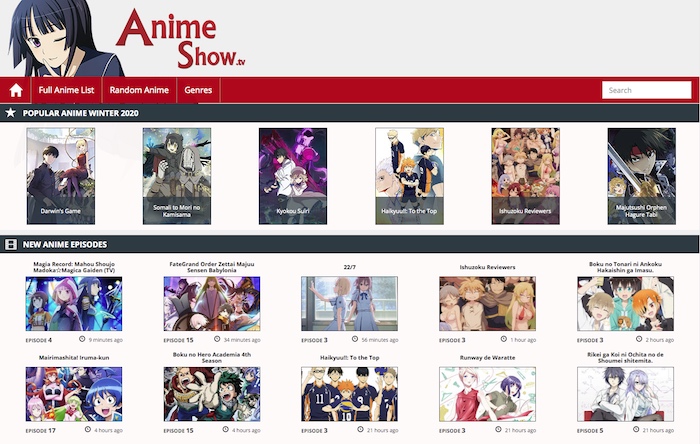 Anime
Show.tv
Full Anime List
Random Anime
Genres
Search
POPULAR ANIME WINTER 2020
Darwin's Game
Somali to Mori no
Kamisama
Kyokou Suiri
Haikyuu!: To the Top
Ishuzoku Reviewers
Majutsushi Orphen
Hagure Tabi
NEW ANIME EPISODES
Magia Record: Mahou Shoujo
Madoka☆Magica Gaiden (TV)
EPISODE 4
9 minutes ago
FateGrand Order Zettai Majuu
Sensen Babylonia
EPISODE 15
34 minutes ago
22/7
EPISODE 3
56 minutes ago
Ishuzoku Reviewers
EPISODE 3
1 hour ago
Boku no Tonari ni Ankoku
Hakaishin ga Imasu.
EPISODE 3
2 hours ago
Mairimashita! Iruma-kun
EPISODE 17
4 hours ago
Boku no Hero Academia 4th
Season
EPISODE 15
4 hours ago
Haikyuu!!: To the Top
EPISODE 3
21 hours ago
Runway de Waratte
EPISODE 3
21 hours ago
Rikei ga Koi ni Ochita no de
Shoumei shitemita.
EPISODE 5
21 hours ago